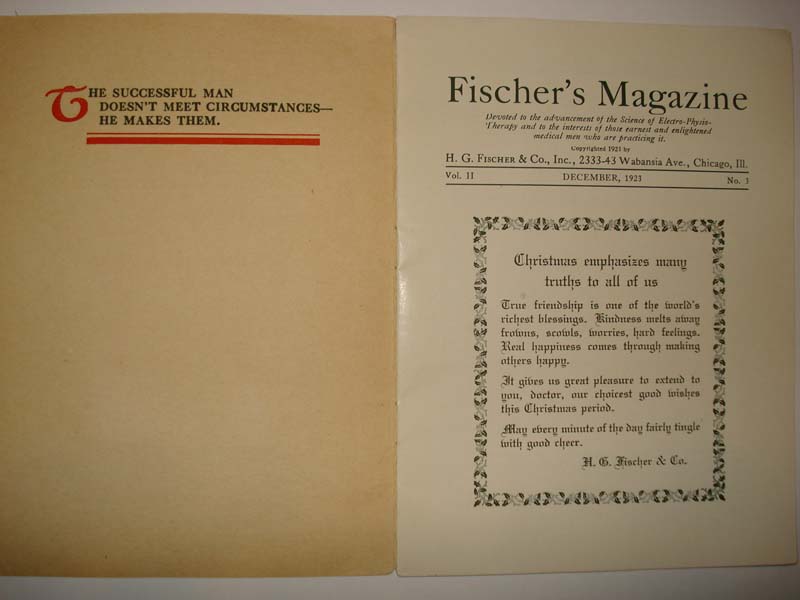 THE SUCCESSFUL MAN
DOESN'T MEET CIRCUMSTANCES—
HE MAKES THEM.
Fischer's Magazine
Devoted to the advancement of the Science of Electro-Physio-
Therapy and to the interests of those earnest and enlightened
medical men who are practicing it.
Copyrighted 1921 by
H. G. FISCHER & CO., INC., 2333-43 Wabansia Ave., Chicago, Ill.
Vol. II DECEMBER, 1923 No. 3
Christmas emphasizes many
truths to all of us
True friendship is one of the world's
richest blessings. Kindness melts away
frowns, scowls, worries, hard feelings.
Real happiness comes through making
others happy.
It gives us great pleasure to extend to
you, doctor, our choicest good wishes
this Christmas period.
May every minute of the day fairly tingle
with good cheer.
H. G. Fischer & Co.